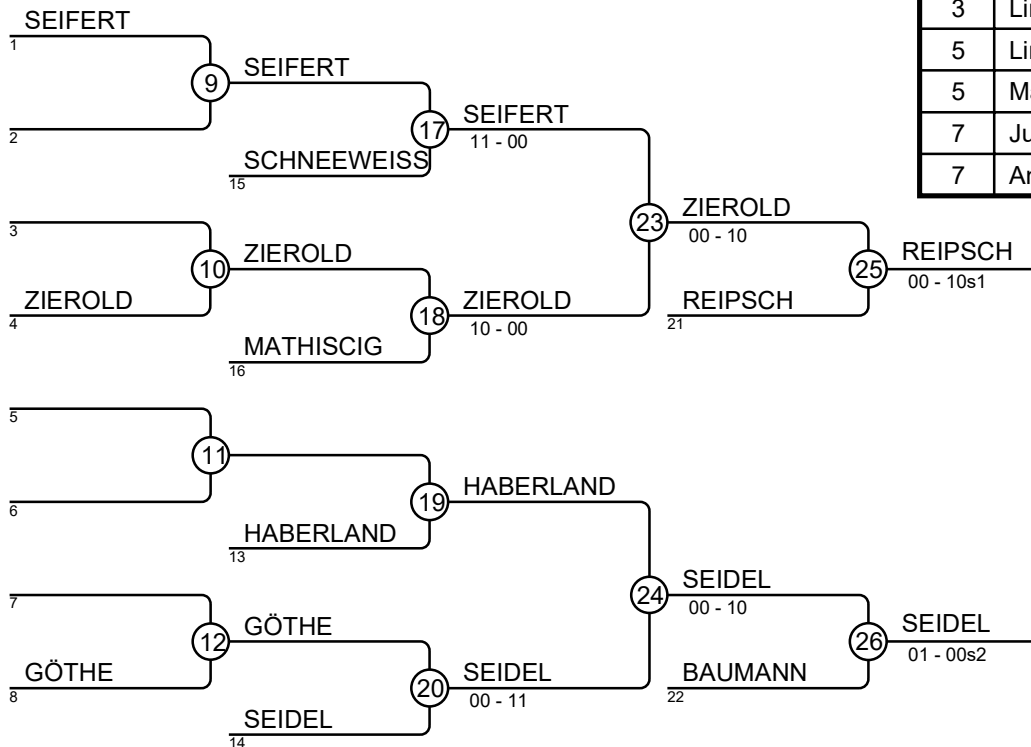 SEIFERT
1
9
SEIFERT
2
17
SEIFERT
11 - 00
SCHNEEWEISS
15
3
10
ZIEROLD
ZIEROLD
4
18
ZIEROLD
10 - 00
MATHISCIG
16
23
ZIEROLD
00 - 10
REIPSCH
21
25
REIPSCH
00 - 10s1
5
11
6
19
HABERLAND
HABERLAND
13
7
12
GÖTHE
GÖTHE
8
20
SEIDEL
00 - 11
SEIDEL
14
24
SEIDEL
00 - 10
BAUMANN
22
26
SEIDEL
01 - 00s2
3
5
5
7
7